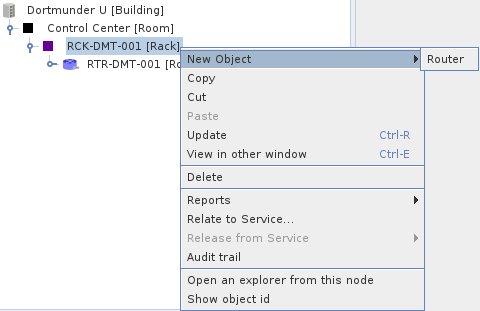 Dortmunder U [Building]
Control Center [Room]
RCK-DMT-001 [Rack]
RTR-DMT-001 [Ro
New Object
Router
Copy
Cut
Paste
Update Ctrl-R
View in other window Ctrl-E
Delete
Reports
Relate to Service...
Release from Service
Audit trail
Open an explorer from this node
Show object id